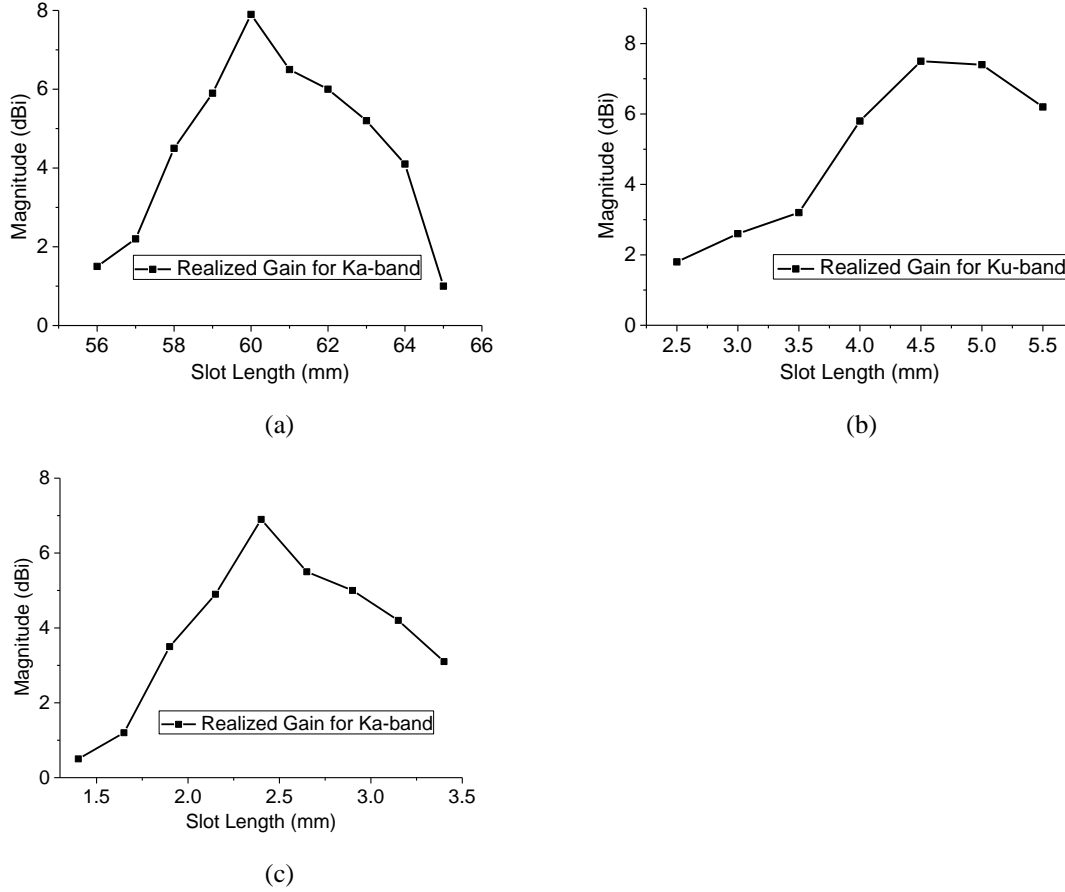 8
6
4
2
0
Magnitude (dBi)
Realized Gain for Ka-band
56 58 60 62 64 66
Slot Length (mm)
(a)
8
6
4
2
0
Magnitude (dBi)
Realized Gain for Ku-band
2.5 3.0 3.5 4.0 4.5 5.0 5.5
Slot Length (mm)
(b)
8
6
4
2
0
Magnitude (dBi)
Realized Gain for Ka-band
1.5 2.0 2.5 3.0 3.5
Slot Length (mm)
(c)